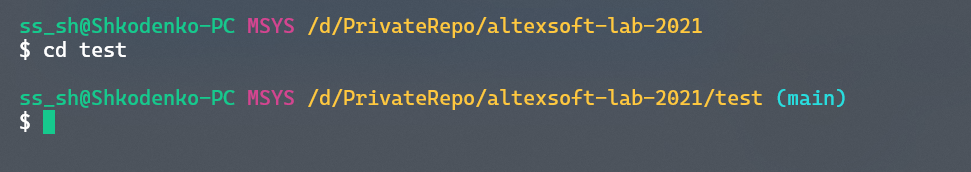 ss_sh@Shkodenko-PC MSYS /d/PrivateRepo/altexsoft-lab-2021
$ cd test
ss_sh@Shkodenko-PC MSYS /d/PrivateRepo/altexsoft-lab-2021/test (main)
$